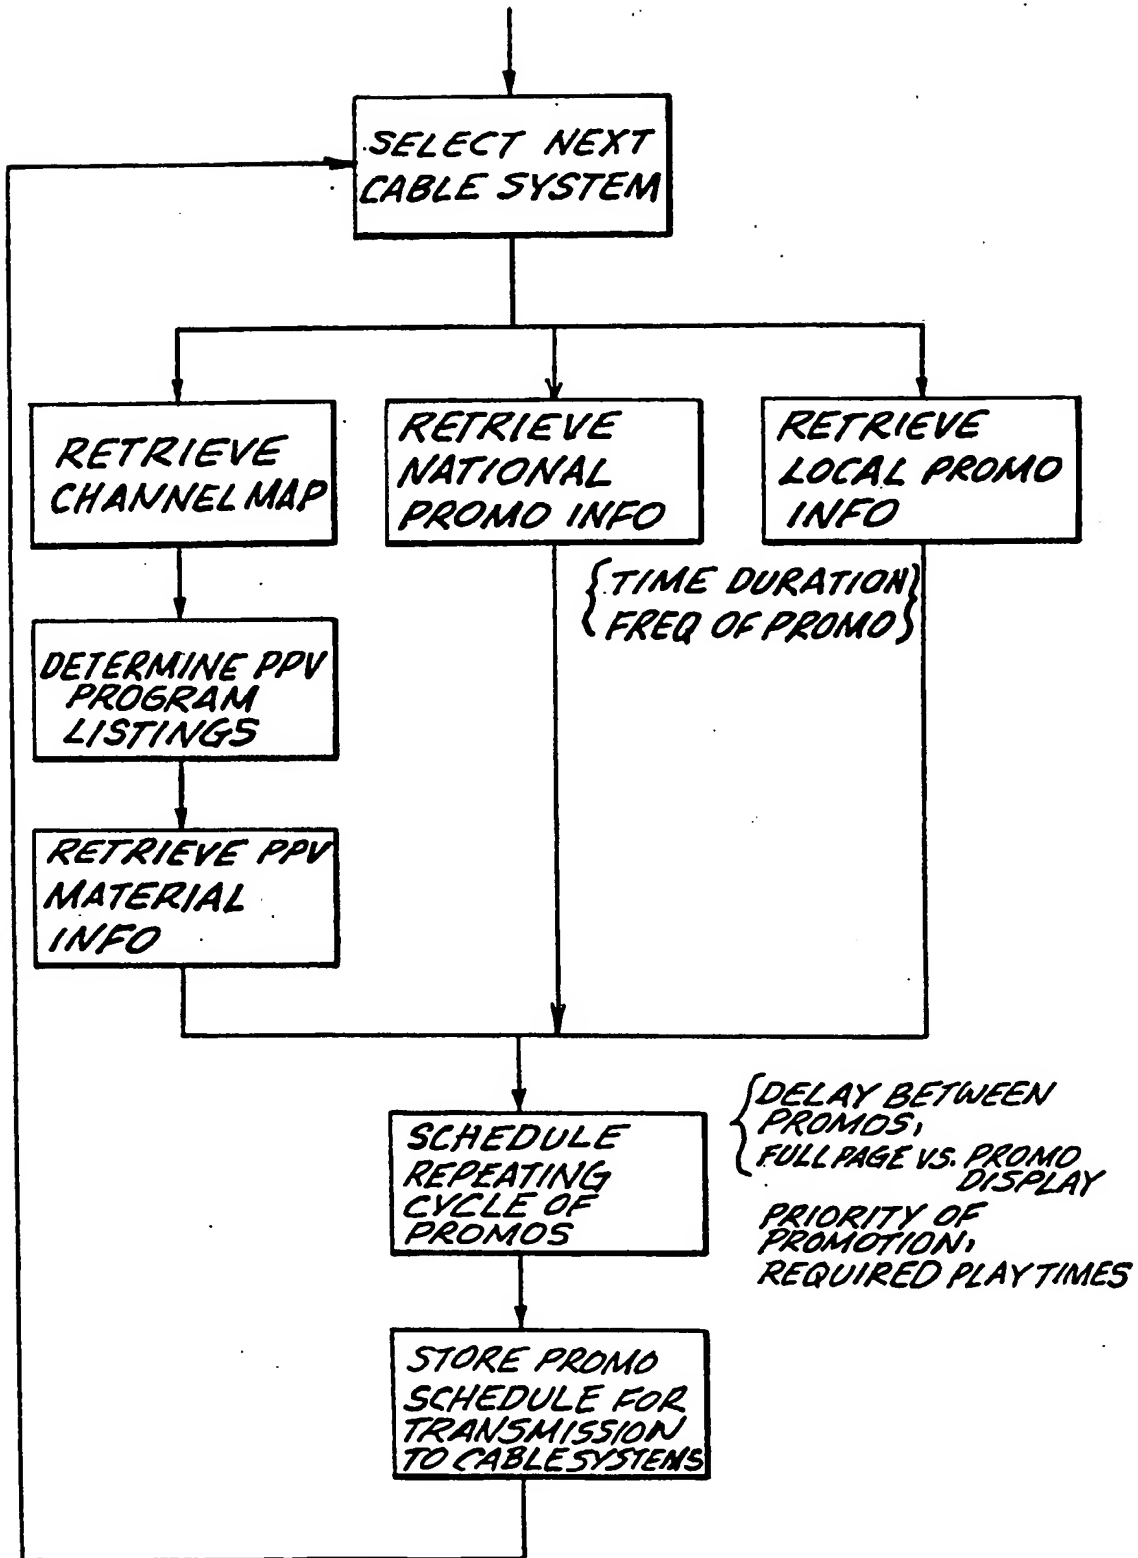 SELECT NEXT
CABLE SYSTEM
RETRIEVE
CHANNEL MAP
RETRIEVE
NATIONAL
PROMO INFO
RETRIEVE
LOCAL PROMO
INFO
{TIME DURATION}
{FREQ OF PROMO}
DETERMINE PPV
PROGRAM
LISTINGS
RETRIEVE PPV
MATERIAL
INFO
SCHEDULE
REPEATING
CYCLE OF
PROMOS
{DELAY BETWEEN
PROMOS,
FULL PAGE VS. PROMO
DISPLAY
PRIORITY OF
PROMOTION,
REQUIRED PLAY TIMES
STORE PROMO
SCHEDULE FOR
TRANSMISSION
TO CABLE SYSTEMS